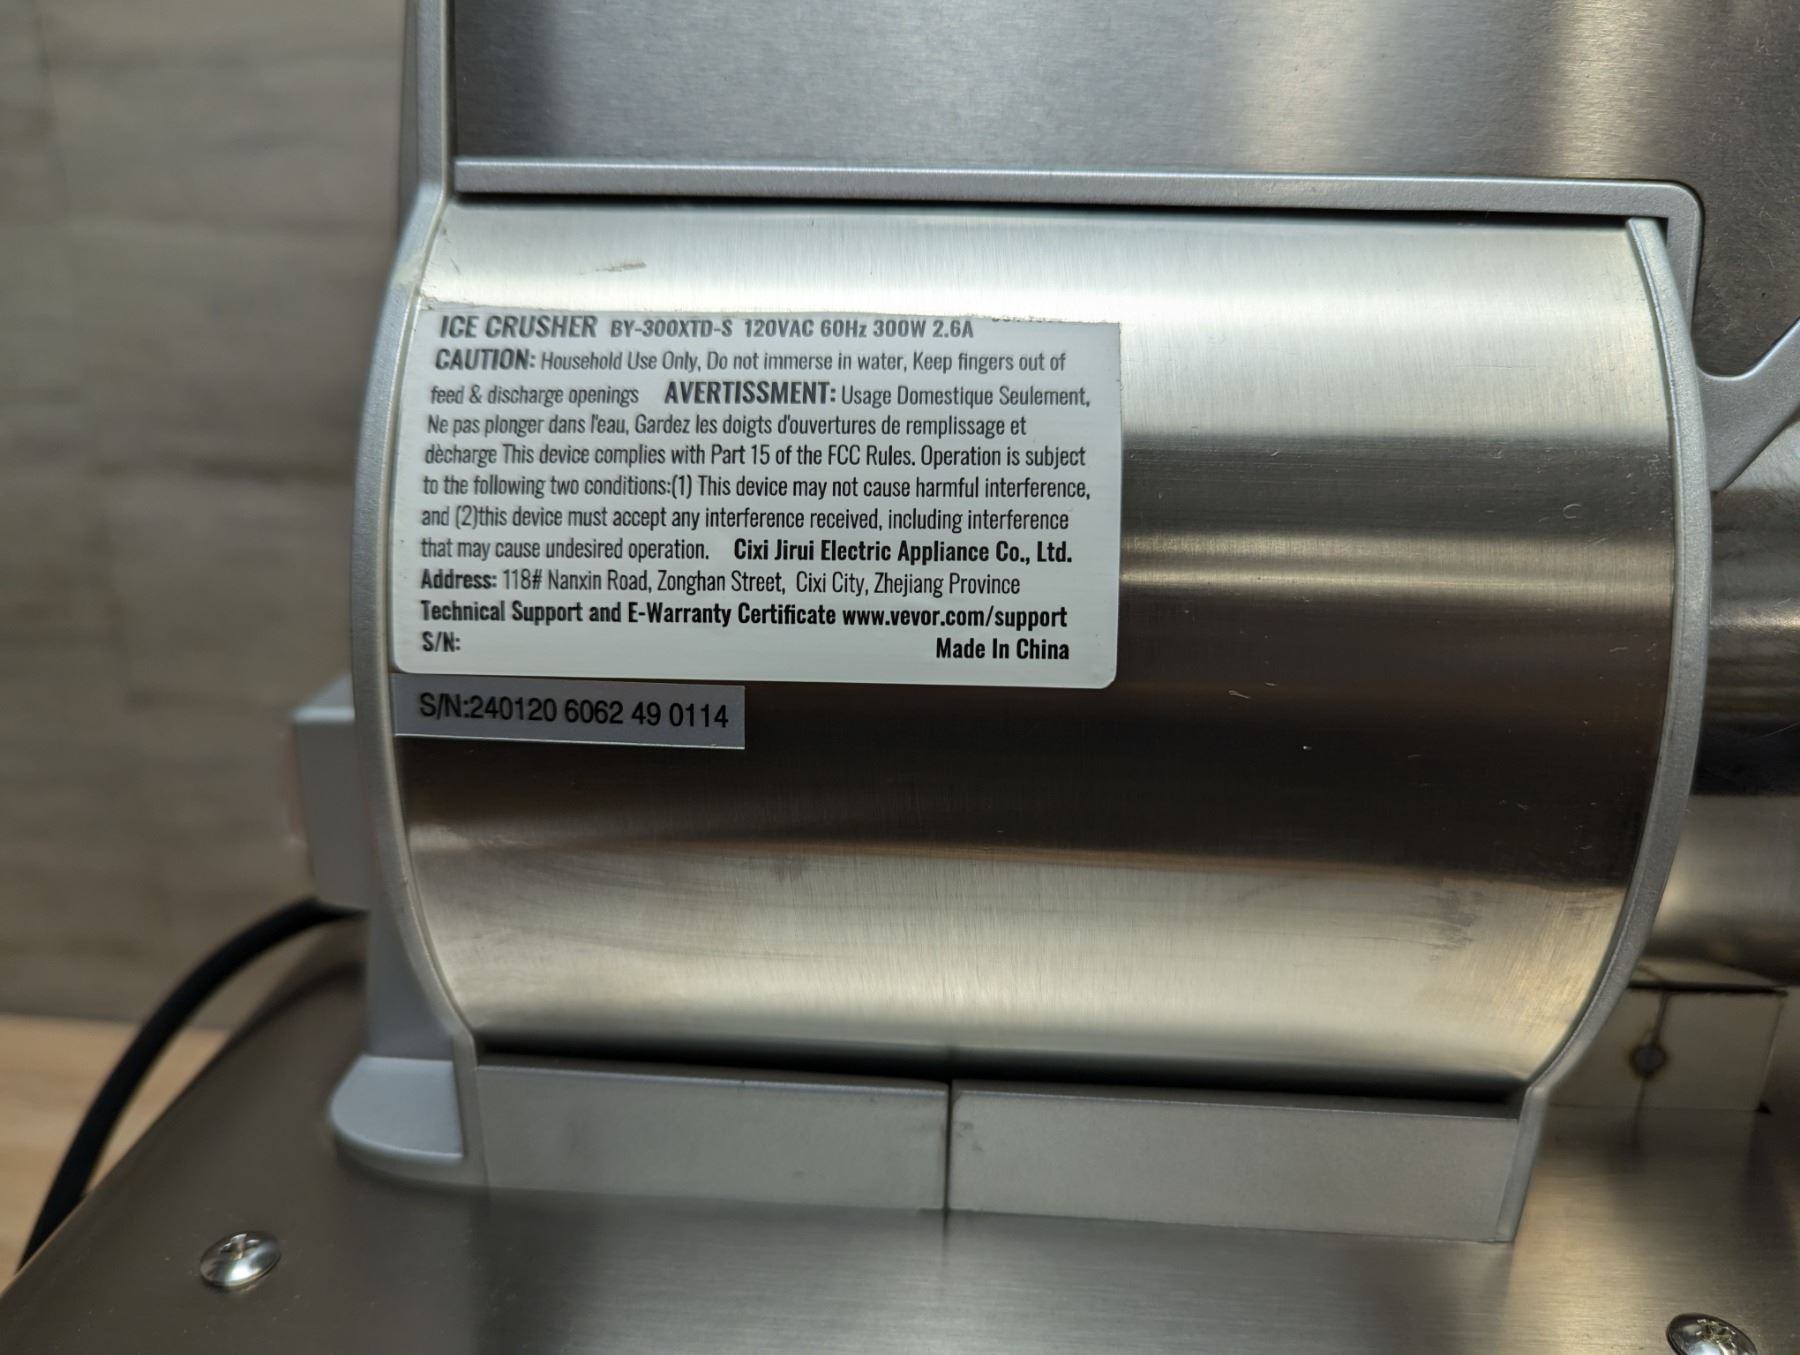 ICE CRUSHER BY-300XTD-S 120VAC 60Hz 300W 2.6A
CAUTION: Household Use Only, Do not immerse in water, Keep fingers out of
feed & discharge openings AVERTISSMENT: Usage Domestique Seulement,
Ne pas plonger dans l'eau, Gardez les doigts d'ouvertures de remplissage et
dècharge This device complies with Part 15 of the FCC Rules. Operation is subject
to the following two conditions:(1) This device may not cause harmful interference,
and (2)this device must accept any interference received, including interference
that may cause undesired operation. Cixi Jirui Electric Appliance Co., Ltd.
Address: 118# Nanxin Road, Zonghan Street, Cixi City, Zhejiang Province
Technical Support and E-Warranty Certificate www.vevor.com/support
S/N: Made In China
S/N:240120 6062 49 0114